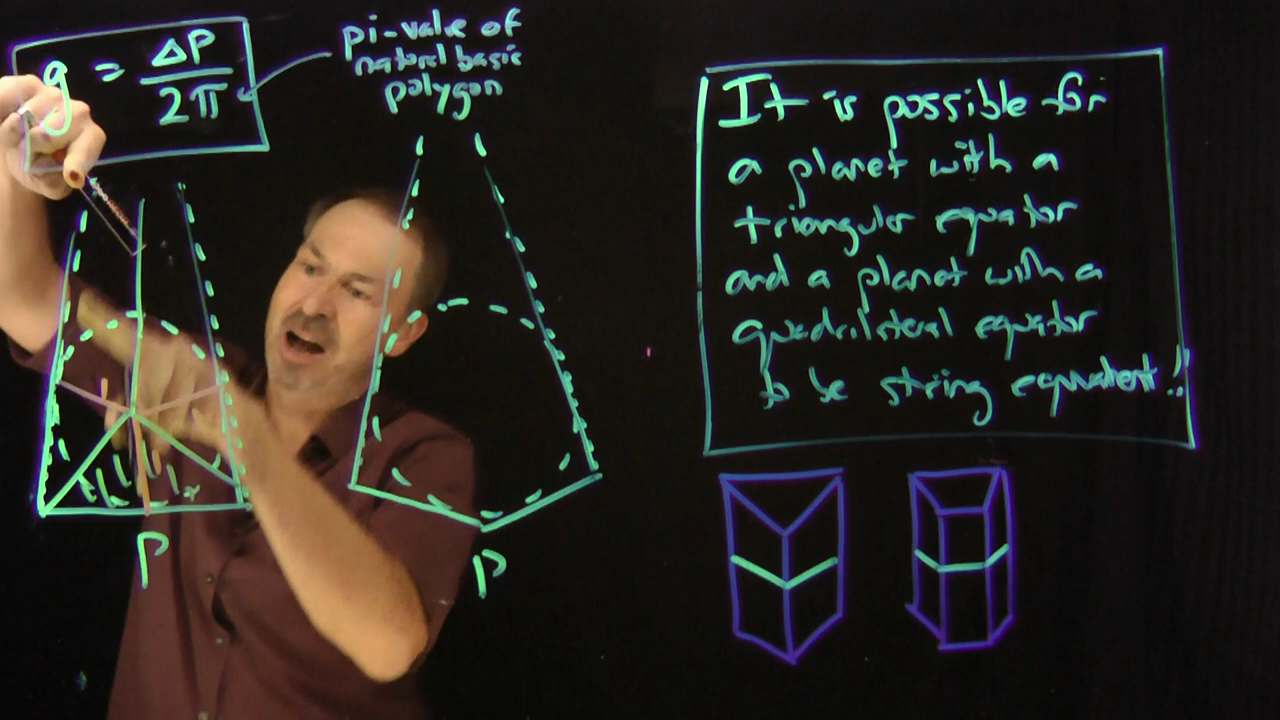 g = ΔP / 2π
pi-value of
natural basic
polygon
It is possible for
a planet with a
triangular equator
and a planet with a
quadrilateral equator
to be string equivalent!!
P
P